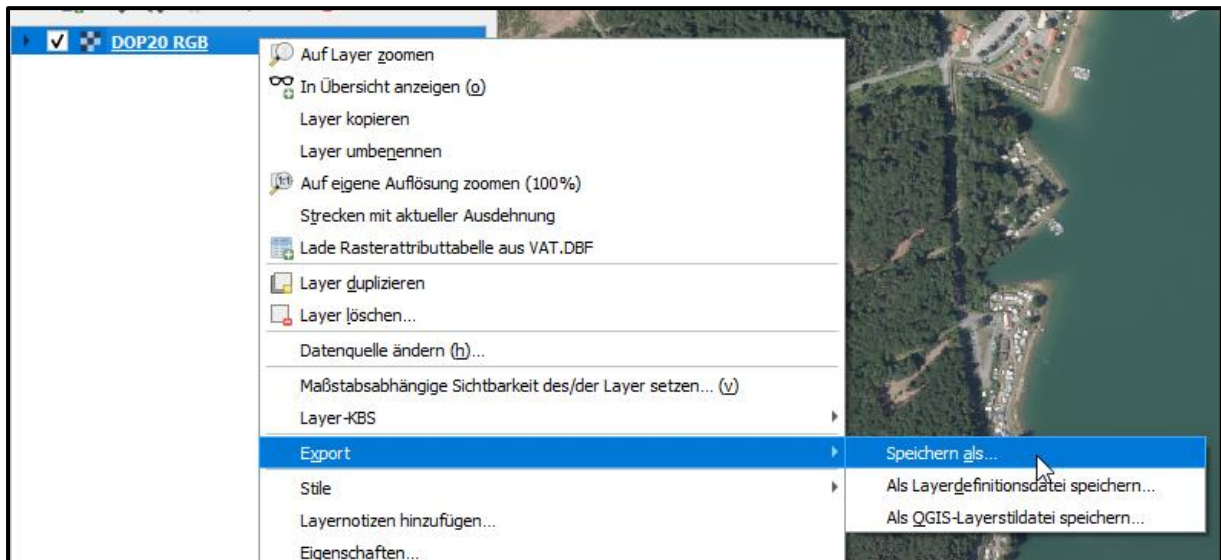 DOP20 RGB
Auf Layer zoomen
In Übersicht anzeigen (o)
Layer kopieren
Layer umbenennen
Auf eigene Auflösung zoomen (100%)
Strecken mit aktueller Ausdehnung
Lade Rasterattributtabelle aus VAT.DBF
Layer duplizieren
Layer löschen...
Datenquelle ändern (h)...
Maßstabsabhängige Sichtbarkeit des/der Layer setzen... (v)
Layer-KBS
Export
Speichern als...
Stile
Als Layerdefinitionsdatei speichern...
Layernotizen hinzufügen...
Als QGIS-Layerstildatei speichern...
Eigenschaften...